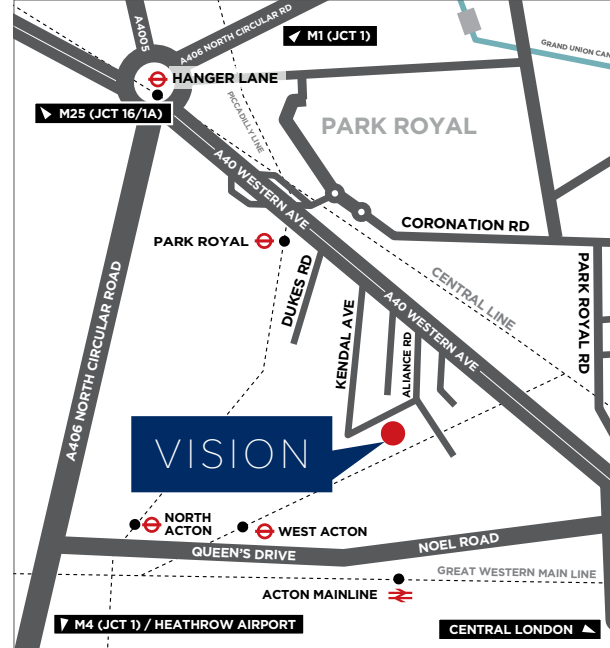 A4005
A406 NORTH CIRCULAR RD
M1 (JCT 1)
GRAND UNION CAN
HANGER LANE
M25 (JCT 16/1A)
PICCADILLY LINE
PARK ROYAL
A40 WESTERN AVE
CORONATION RD
PARK ROYAL
DUKES RD
CENTRAL LINE
PARK ROYAL RD
A406 NORTH CIRCULAR ROAD
KENDAL AVE
A40 WESTERN AVE
ALIANCE RD
VISION
NORTH
ACTON
WEST ACTON
QUEEN'S DRIVE
NOEL ROAD
GREAT WESTERN MAIN LINE
ACTON MAINLINE
M4 (JCT 1) / HEATHROW AIRPORT
CENTRAL LONDON